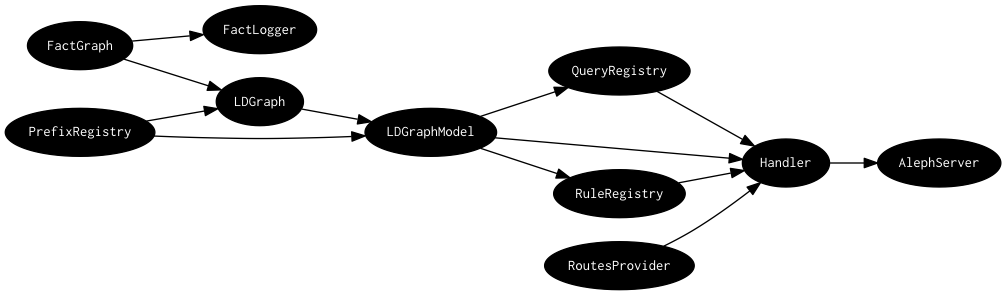 FactLogger
FactGraph
QueryRegistry
LDGraph
PrefixRegistry
LDGraphModel
Handler
AlephServer
RuleRegistry
RoutesProvider